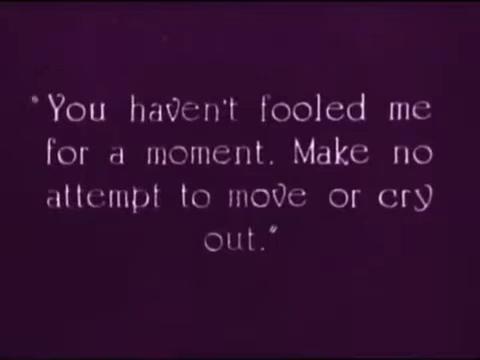 "You haven't fooled me
for a moment. Make no
attempt to move or cry
out."